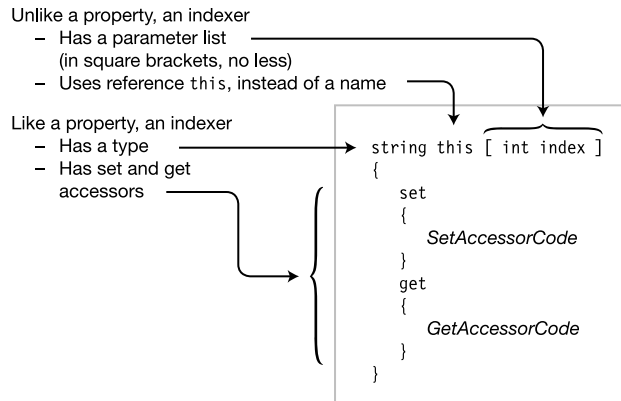 Unlike a property, an indexer
– Has a parameter list
(in square brackets, no less)
– Uses reference this, instead of a name
Like a property, an indexer
– Has a type
– Has set and get
accessors
string this [ int index ]
{
set
{
SetAccessorCode
}
get
{
GetAccessorCode
}
}